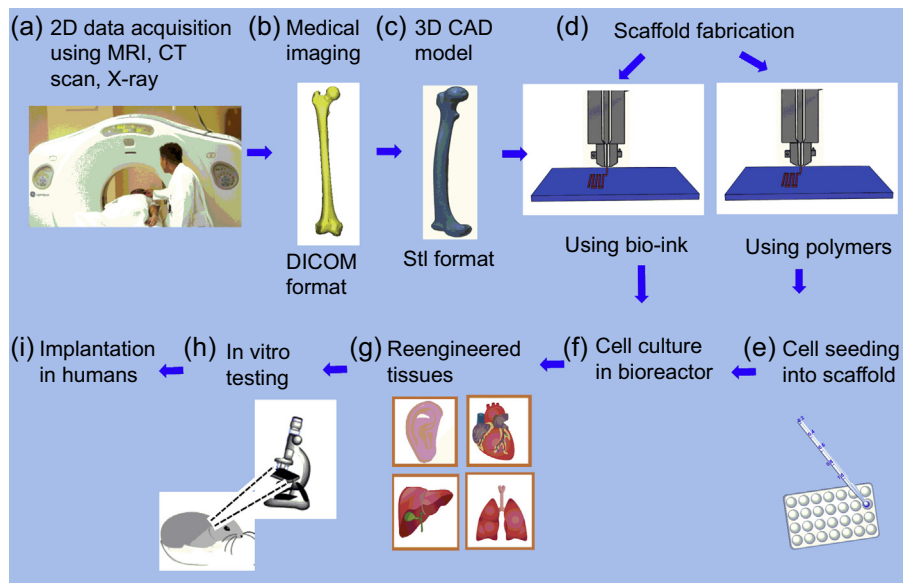 (a) 2D data acquisition
using MRI, CT
scan, X-ray
(b) Medical
imaging
DICOM
format
(c) 3D CAD
model
Stl format
(d) Scaffold fabrication
Using bio-ink
Using polymers
(i) Implantation
in humans
(h) In vitro
testing
(g) Reengineered
tissues
(f) Cell culture
in bioreactor
(e) Cell seeding
into scaffold